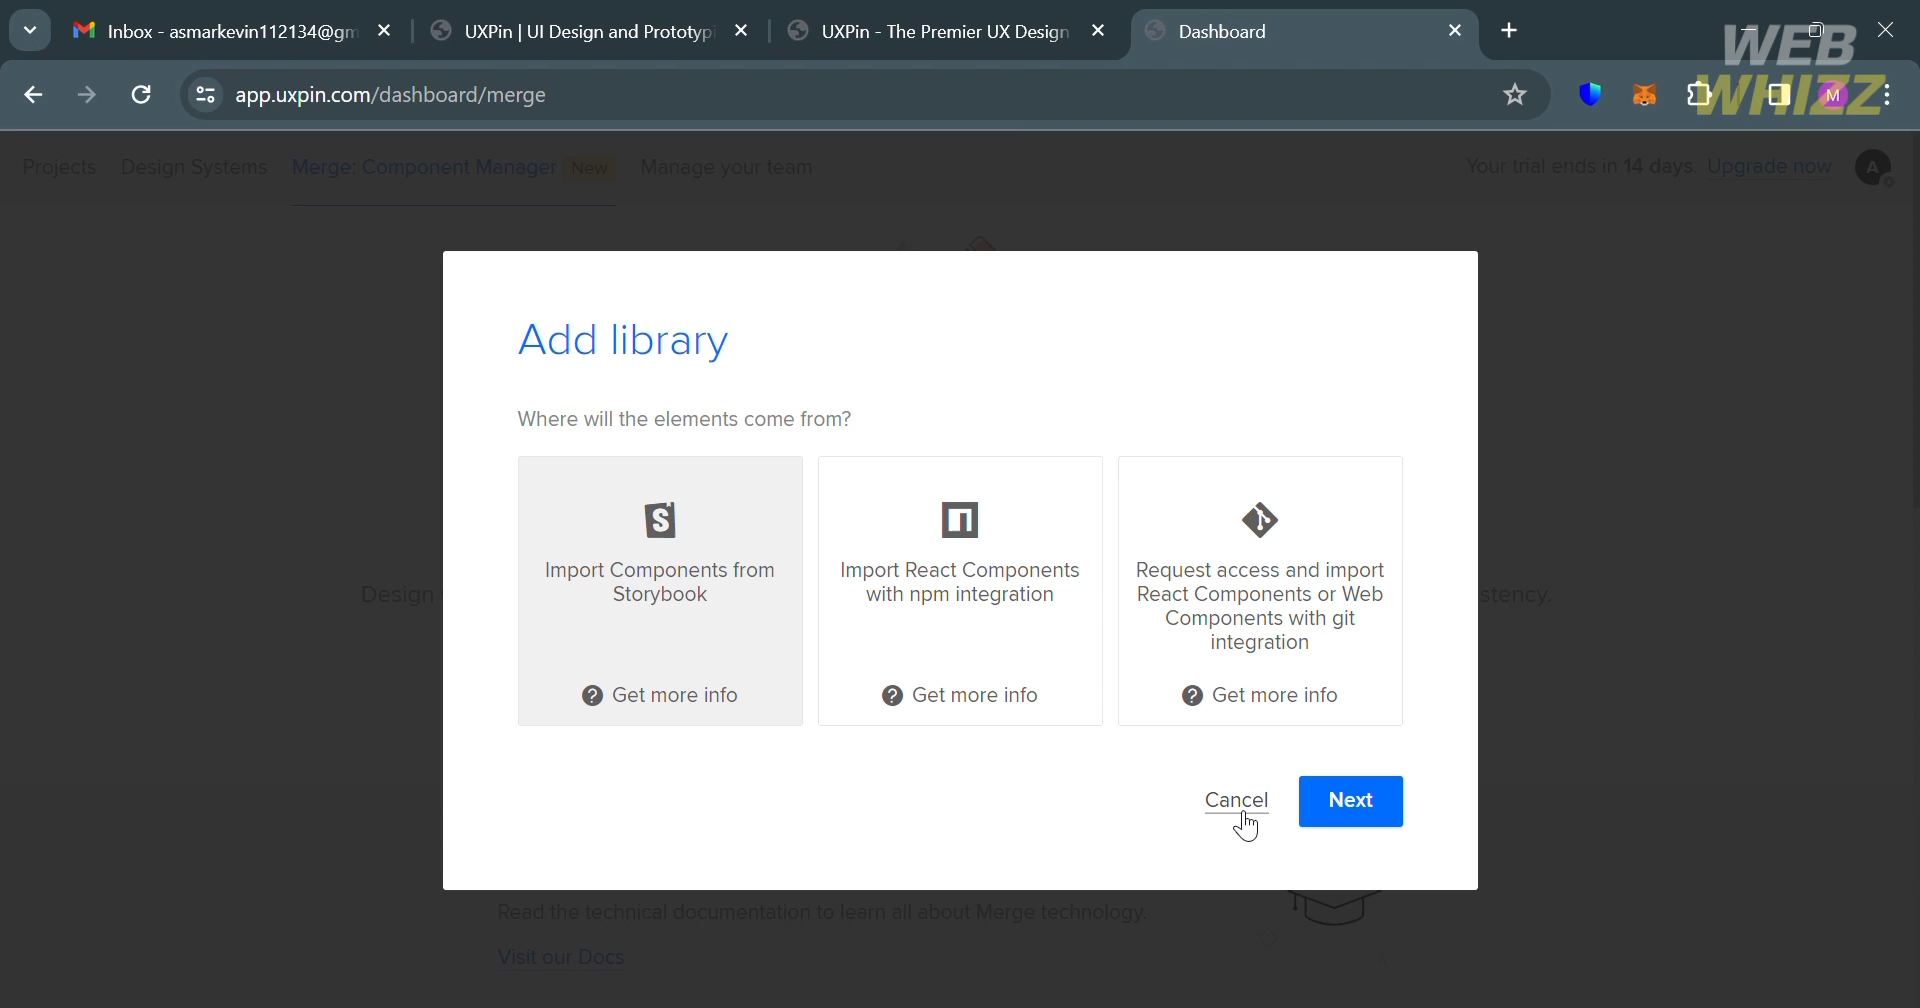 Inbox - asmarkevin112134@gm
UXPin | UI Design and Prototypi
UXPin - The Premier UX Design
Dashboard
WEB
WHIZZ
app.uxpin.com/dashboard/merge
M
Projects
Design Systems
Merge: Component Manager
New
Manage your team
Your trial ends in 14 days.
Upgrade now
A
Add library
Where will the elements come from?
Import Components from
Storybook
Get more info
Import React Components
with npm integration
Get more info
Request access and import
React Components or Web
Components with git
integration
Get more info
Design
stency.
Cancel
Next
Read the technical documentation to learn all about Merge technology.
Visit our Docs